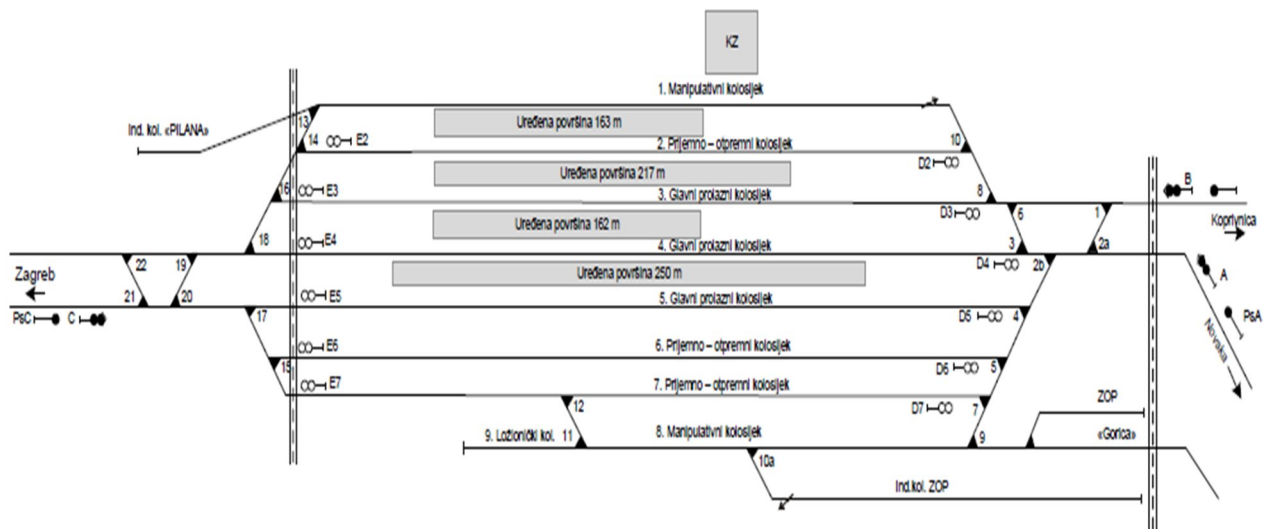 KZ
1. Manipulativni kolosijek
Ind. kol. «PILANA»
13
Uređena površina 163 m
14
E2
2. Prijemno – otpremni kolosijek
10
D2
Uređena površina 217 m
B
16
E3
3. Glavni prolazni kolosijek
8
D3
6
1
Koprivnica
Uređena površina 162 m
18
E4
4. Glavni prolazni kolosijek
3
2a
22
19
Uređena površina 250 m
D4
2b
A
Zagreb
21
20
E5
5. Glavni prolazni kolosijek
PsC
C
17
D5
4
PsA
Novska
E6
6. Prijemno – otpremni kolosijek
15
D6
5
E7
7. Prijemno – otpremni kolosijek
12
D7
7
ZOP
9. Ložionički kol.
11
8. Manipulativni kolosijek
9
«Gorica»
10a
Ind.kol. ZOP